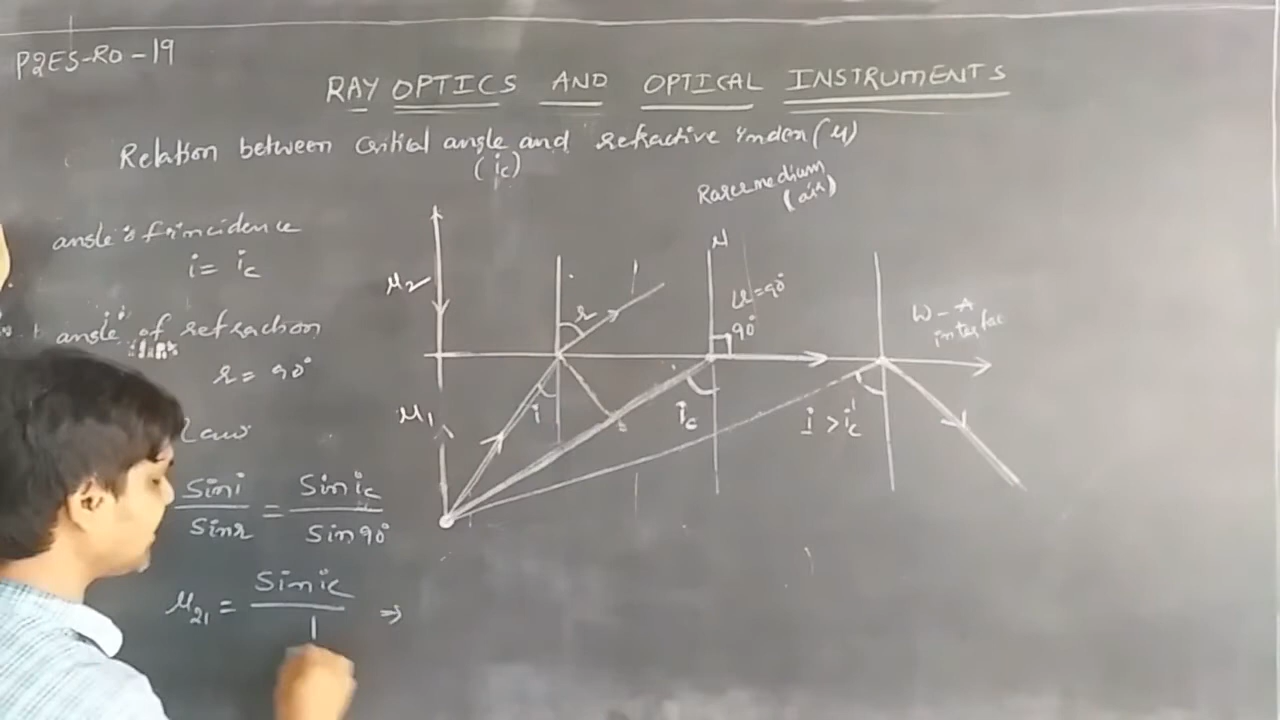 P2ES-RO-19
RAY OPTICS AND OPTICAL INSTRUMENTS
Relation between Critical angle and refractive index (μ)
(ic)
Rarer medium
(air)
angle of incidence
i = ic
angle of refraction
r = 90°
Law
Sin i / Sin r = Sin ic / Sin 90°
μ21 = Sin ic / 1 ⇒
μ2
μ1
r
i
N
r = 90°
90°
ic
i > ic
W-A
interface